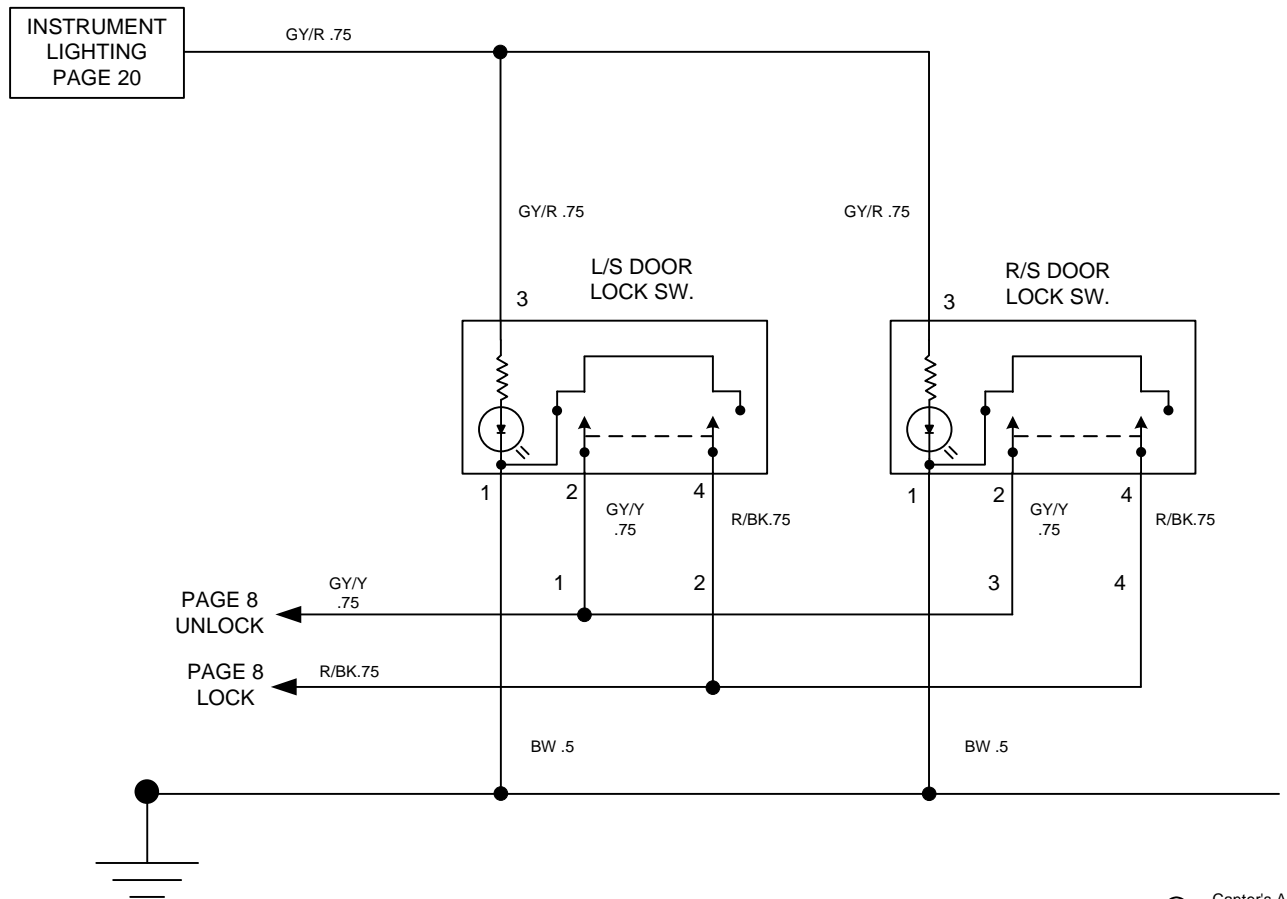 INSTRUMENT
LIGHTING
PAGE 20
GY/R .75
GY/R .75
GY/R .75
L/S DOOR
LOCK SW.
R/S DOOR
LOCK SW.
3
3
1
2
4
1
2
4
GY/Y
.75
R/BK.75
GY/Y
.75
R/BK.75
1
2
3
4
PAGE 8
UNLOCK
GY/Y
.75
PAGE 8
LOCK
R/BK.75
BW .5
BW .5